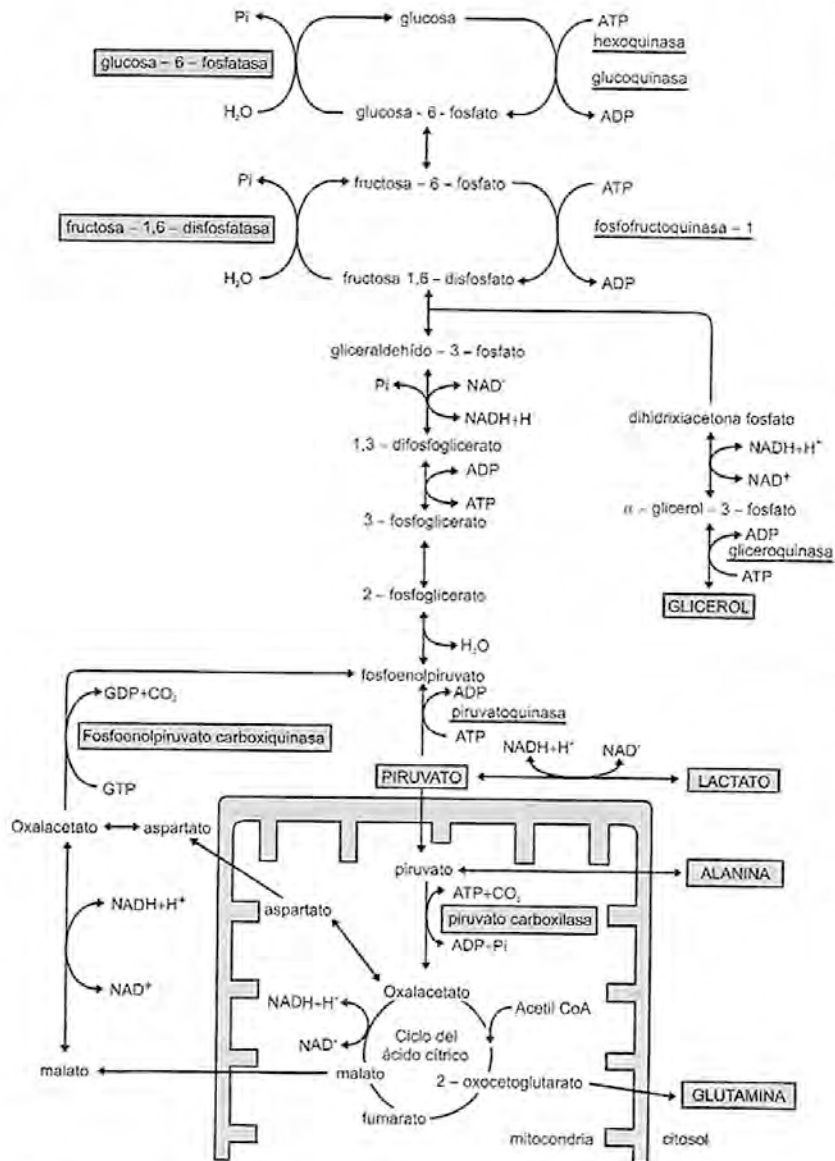 Pi
glucosa
ATP
hexoquinasa
glucosa – 6 – fosfatasa
glucoquinasa
H₂O
glucosa - 6 - fosfato
ADP
Pi
fructosa – 6 – fosfato
ATP
fructosa – 1,6 – disfosfatasa
fosfofructoquinasa – 1
H₂O
fructosa 1,6 – disfosfato
ADP
gliceraldehído – 3 – fosfato
Pi
NAD⁺
NADH+H
dihidrixiacetona fosfato
1,3 – difosfoglicerato
NADH+H⁺
ADP
NAD⁺
ATP
α – glicerol – 3 – fosfato
3 – fosfoglicerato
ADP
gliceroquinasa
ATP
2 – fosfoglicerato
GLICEROL
H₂O
fosfoenolpiruvato
GDP+CO₂
ADP
piruvatoquinasa
Fosfoonolpiruvato carboxiquinasa
ATP
NADH+H⁺
NAD⁺
GTP
PIRUVATO
LACTATO
Oxalacetato
aspartato
piruvato
ALANINA
ATP+CO₂
NADH+H⁺
aspartato
piruvato carboxilasa
ADP+Pi
NAD⁺
Oxalacetato
NADH+H⁺
Acetil CoA
Ciclo del
NAD⁺
ácido cítrico
malato
malato
2 – oxocetoglutarato
GLUTAMINA
fumarato
mitocondria
citosol